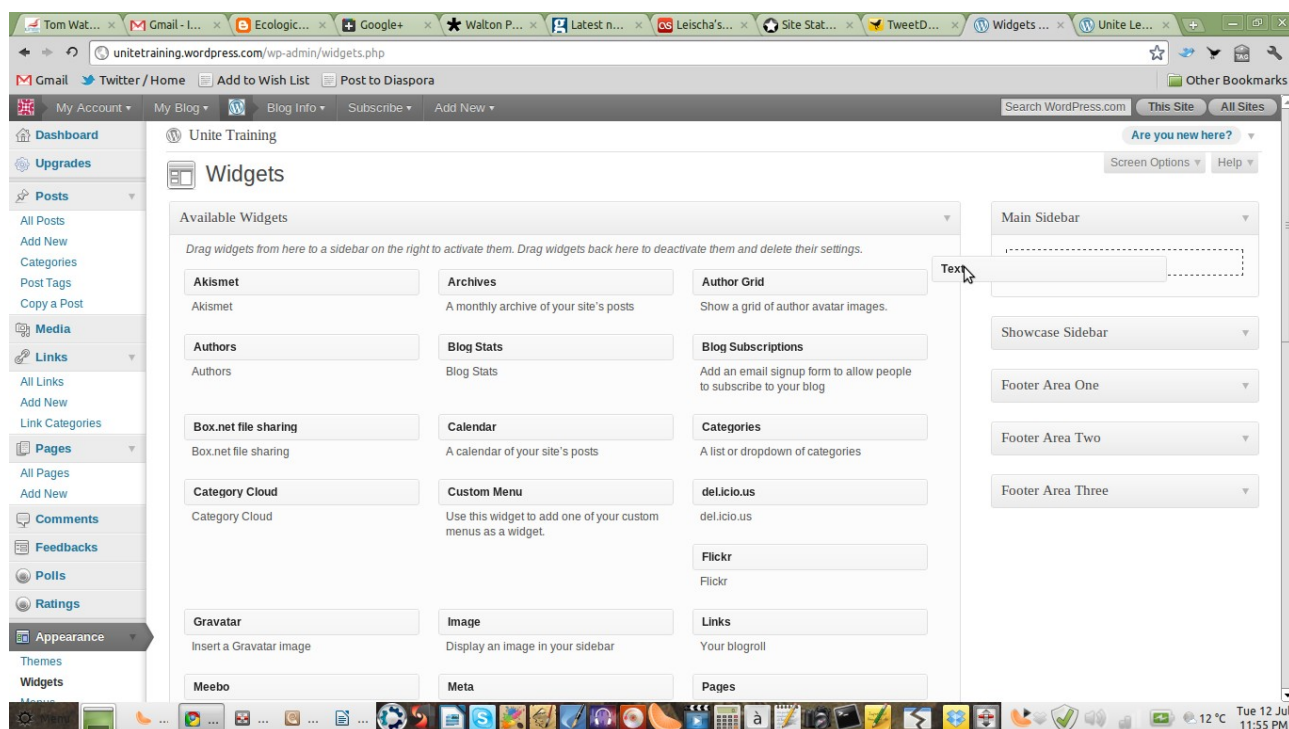 Tom Wat... Gmail - I... Ecologic... Google+ Walton P... Latest n... Leischa's... Site Stat... TweetD... Widgets ... Unite Le...
unitetraining.wordpress.com/wp-admin/widgets.php
Gmail Twitter / Home Add to Wish List Post to Diaspora Other Bookmarks
My Account My Blog Blog Info Subscribe Add New Search WordPress.com This Site All Sites
Dashboard
Upgrades
Posts
All Posts
Add New
Categories
Post Tags
Copy a Post
Media
Links
All Links
Add New
Link Categories
Pages
All Pages
Add New
Comments
Feedbacks
Polls
Ratings
Appearance
Themes
Widgets
Menus
Unite Training Are you new here?
Widgets Screen Options Help
Available Widgets
Drag widgets from here to a sidebar on the right to activate them. Drag widgets back here to deactivate them and delete their settings.
Akismet Archives Author Grid
Akismet A monthly archive of your site's posts Show a grid of author avatar images.
Authors Blog Stats Blog Subscriptions
Authors Blog Stats Add an email signup form to allow people
to subscribe to your blog
Box.net file sharing Calendar Categories
Box.net file sharing A calendar of your site's posts A list or dropdown of categories
Category Cloud Custom Menu del.icio.us
Category Cloud Use this widget to add one of your custom del.icio.us
menus as a widget.
Flickr
Flickr
Gravatar Image Links
Insert a Gravatar image Display an image in your sidebar Your blogroll
Meebo Meta Pages
Main Sidebar
Text
Showcase Sidebar
Footer Area One
Footer Area Two
Footer Area Three
Menu ... ... ... ... ... 12 °C Tue 12 Jul
11:55 PM